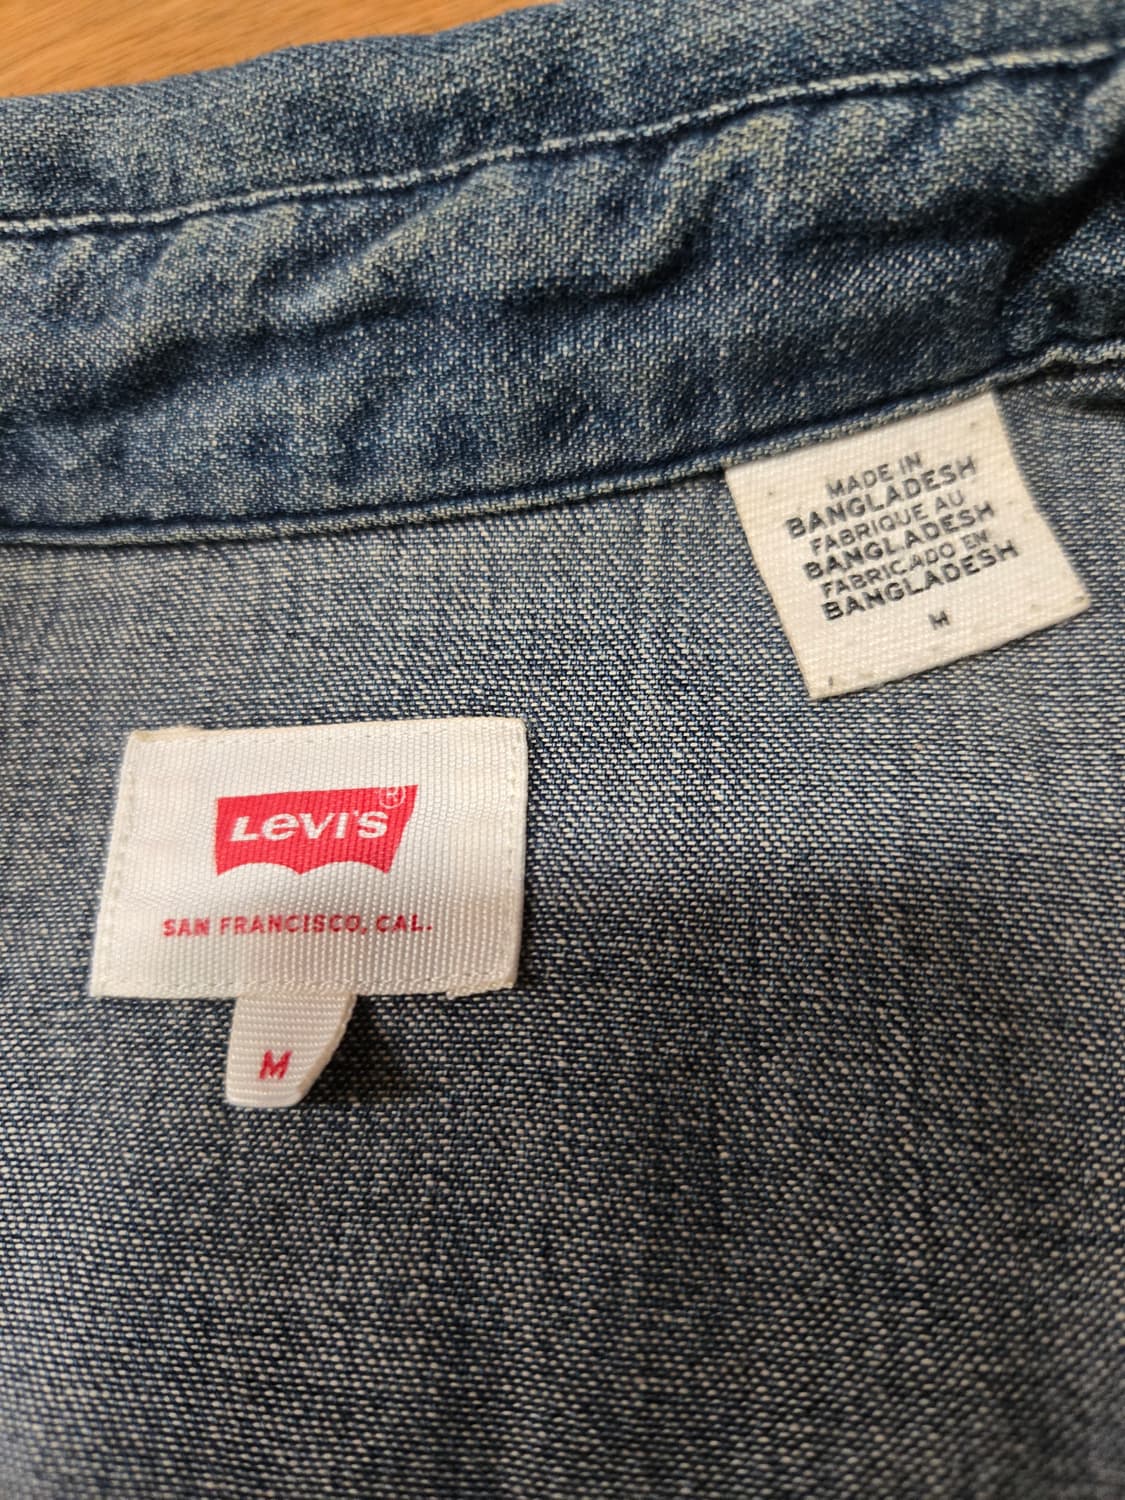 MADE IN
BANGLADESH
FABRIQUE AU
BANGLADESH
FABRICADO EN
BANGLADESH
M
LEVI'S®
SAN FRANCISCO, CAL.
M